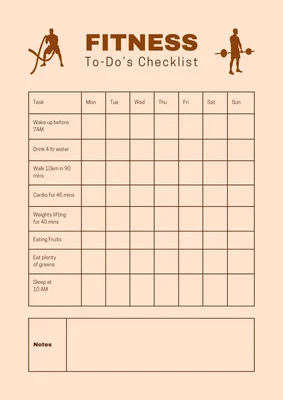 FITNESS
To-Do's Checklist
Task Mon Tue Wed Thu Fri Sat Sun
Wake up before
7AM
Drink 4 ltr water
Walk 10km in 90
mins
Cardio for 45 mins
Weights lifting
for 40 mins
Eating Fruits
Eat plenty
of greens
Sleep at
10 AM
Notes